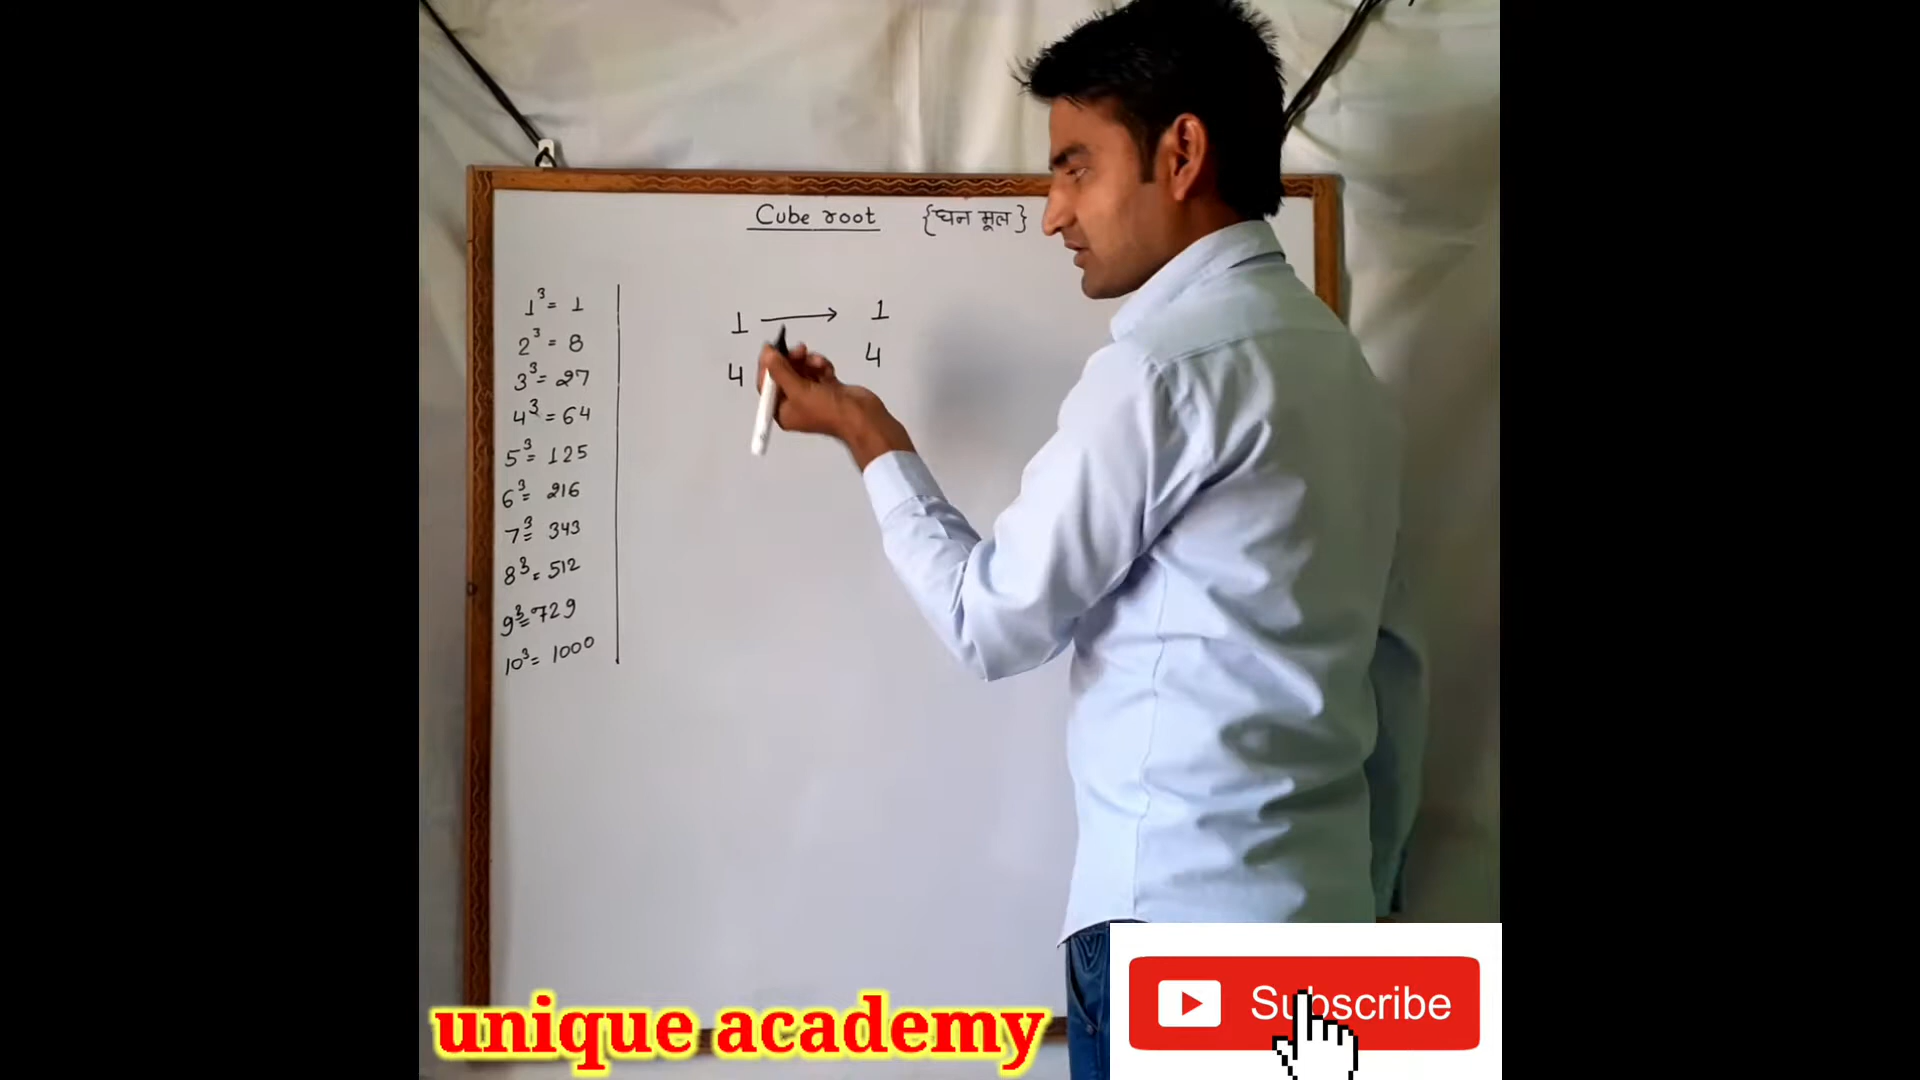 Cube root {घन मूल}
1³ = 1
2³ = 8
3³ = 27
4³ = 64
5³ = 125
6³ = 216
7³ = 343
8³ = 512
9³ = 729
10³ = 1000
1 → 1
4 4
unique academy
Subscribe